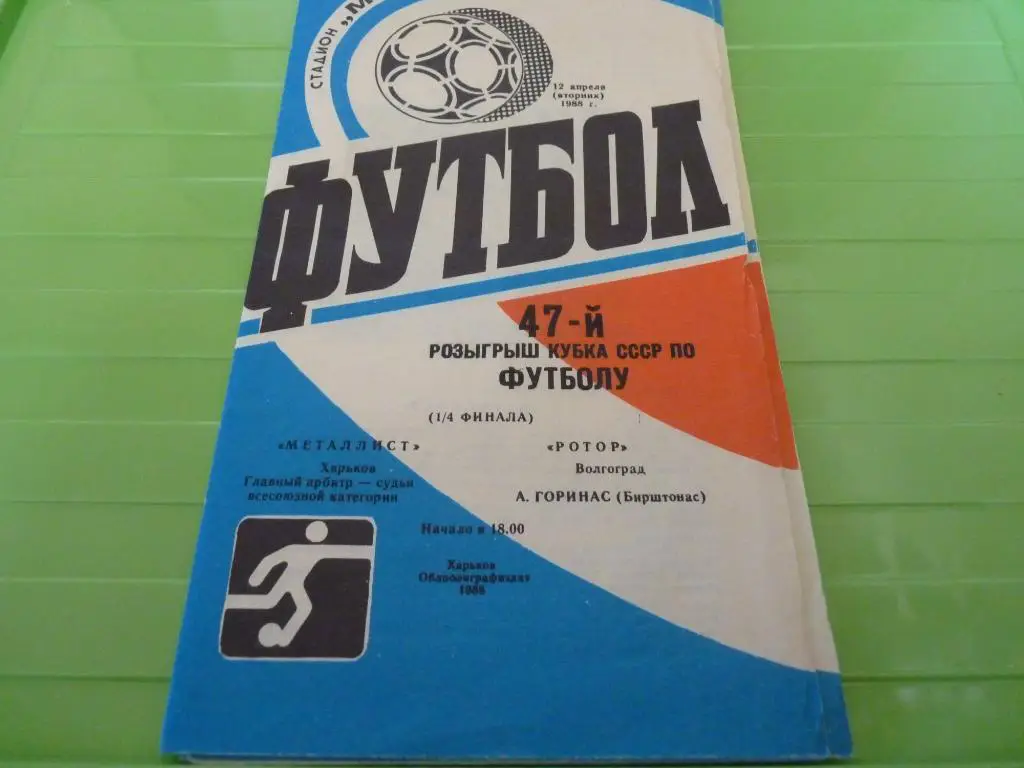 СТАДИОН „М
12 апреля
(вторник)
1988 г.
ФУТБОЛ
47-й
РОЗЫГРЫШ КУБКА СССР ПО
ФУТБОЛУ
(1/4 ФИНАЛА)
«МЕТАЛЛИСТ» «РОТОР»
Харьков Волгоград
Главный арбитр — судья
всесоюзной категории А. ГОРИНАС (Бирштонас)
Начало в 18.00
Харьков
Облполиграфиздат
1988